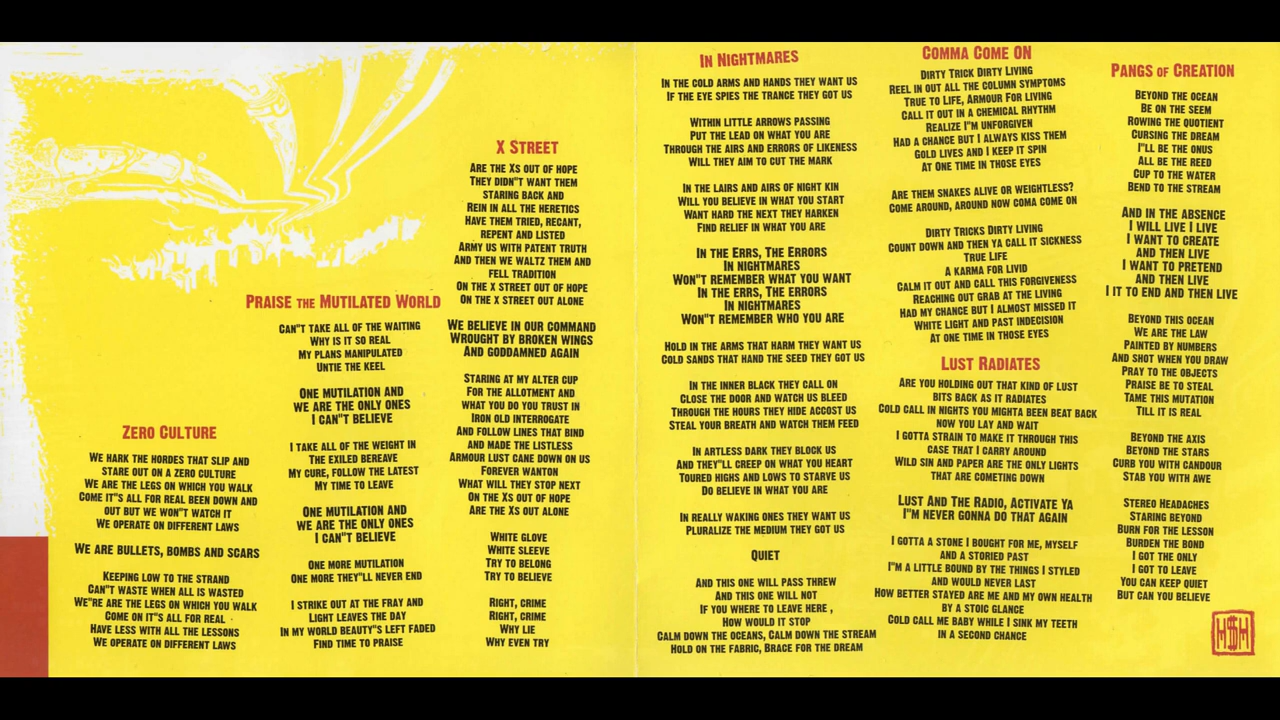 ZERO CULTURE
WE HARK THE HORDES THAT SLIP AND
STARE OUT ON A ZERO CULTURE
WE ARE THE LEGS ON WHICH YOU WALK
COME IT"S ALL FOR REAL BEEN DOWN AND
OUT BUT WE WON"T WATCH IT
WE OPERATE ON DIFFERENT LAWS
WE ARE BULLETS, BOMBS AND SCARS
KEEPING LOW TO THE STRAND
CAN"T WASTE WHEN ALL IS WASTED
WE"RE ARE THE LEGS ON WHICH YOU WALK
COME ON IT"S ALL FOR REAL
HAVE LESS WITH ALL THE LESSONS
WE OPERATE ON DIFFERENT LAWS
PRAISE THE MUTILATED WORLD
CAN"T TAKE ALL OF THE WAITING
WHY IS IT SO REAL
MY PLANS MANIPULATED
UNTIE THE KEEL
ONE MUTILATION AND
WE ARE THE ONLY ONES
I CAN"T BELIEVE
I TAKE ALL OF THE WEIGHT IN
THE EXILED BEREAVE
MY CURE, FOLLOW THE LATEST
MY TIME TO LEAVE
ONE MUTILATION AND
WE ARE THE ONLY ONES
I CAN"T BELIEVE
ONE MORE MUTILATION
ONE MORE THEY"LL NEVER END
I STRIKE OUT AT THE FRAY AND
LIGHT LEAVES THE DAY
IN MY WORLD BEAUTY"S LEFT FADED
FIND TIME TO PRAISE
X STREET
ARE THE XS OUT OF HOPE
THEY DIDN"T WANT THEM
STARING BACK AND
REIN IN ALL THE HERETICS
HAVE THEM TRIED, RECANT,
REPENT AND LISTED
ARMY US WITH PATENT TRUTH
AND THEN WE WALTZ THEM AND
FELL TRADITION
ON THE X STREET OUT OF HOPE
ON THE X STREET OUT ALONE
WE BELIEVE IN OUR COMMAND
WROUGHT BY BROKEN WINGS
AND GODDAMNED AGAIN
STARING AT MY ALTER CUP
FOR THE ALLOTMENT AND
WHAT YOU DO YOU TRUST IN
IRON OLD INTERROGATE
AND FOLLOW LINES THAT BIND
AND MADE THE LISTLESS
ARMOUR LUST CANE DOWN ON US
FOREVER WANTON
WHAT WILL THEY STOP NEXT
ON THE XS OUT OF HOPE
ARE THE XS OUT ALONE
WHITE GLOVE
WHITE SLEEVE
TRY TO BELONG
TRY TO BELIEVE
RIGHT, CRIME
RIGHT, CRIME
WHY LIE
WHY EVEN TRY
IN NIGHTMARES
IN THE COLD ARMS AND HANDS THEY WANT US
IF THE EYE SPIES THE TRANCE THEY GOT US
WITHIN LITTLE ARROWS PASSING
PUT THE LEAD ON WHAT YOU ARE
THROUGH THE AIRS AND ERRORS OF LIKENESS
WILL THEY AIM TO CUT THE MARK
IN THE LAIRS AND AIRS OF NIGHT KIN
WILL YOU BELIEVE IN WHAT YOU START
WANT HARD THE NEXT THEY HARKEN
FIND RELIEF IN WHAT YOU ARE
IN THE ERRS, THE ERRORS
IN NIGHTMARES
WON"T REMEMBER WHAT YOU WANT
IN THE ERRS, THE ERRORS
IN NIGHTMARES
WON"T REMEMBER WHO YOU ARE
HOLD IN THE ARMS THAT HARM THEY WANT US
COLD SANDS THAT HAND THE SEED THEY GOT US
IN THE INNER BLACK THEY CALL ON
CLOSE THE DOOR AND WATCH US BLEED
THROUGH THE HOURS THEY HIDE ACCOST US
STEAL YOUR BREATH AND WATCH THEM FEED
IN ARTLESS DARK THEY BLOCK US
AND THEY"LL CREEP ON WHAT YOU HEART
TOURED HIGHS AND LOWS TO STARVE US
DO BELIEVE IN WHAT YOU ARE
IN REALLY WAKING ONES THEY WANT US
PLURALIZE THE MEDIUM THEY GOT US
QUIET
AND THIS ONE WILL PASS THREW
AND THIS ONE WILL NOT
IF YOU WHERE TO LEAVE HERE ,
HOW WOULD IT STOP
CALM DOWN THE OCEANS, CALM DOWN THE STREAM
HOLD ON THE FABRIC, BRACE FOR THE DREAM
COMMA COME ON
DIRTY TRICK DIRTY LIVING
REEL IN OUT ALL THE COLUMN SYMPTOMS
TRUE TO LIFE, ARMOUR FOR LIVING
CALL IT OUT IN A CHEMICAL RHYTHM
REALIZE I"M UNFORGIVEN
HAD A CHANCE BUT I ALWAYS KISS THEM
GOLD LIVES AND I KEEP IT SPIN
AT ONE TIME IN THOSE EYES
ARE THEM SNAKES ALIVE OR WEIGHTLESS?
COME AROUND, AROUND NOW COMA COME ON
DIRTY TRICKS DIRTY LIVING
COUNT DOWN AND THEN YA CALL IT SICKNESS
TRUE LIFE
A KARMA FOR LIVID
CALM IT OUT AND CALL THIS FORGIVENESS
REACHING OUT GRAB AT THE LIVING
HAD MY CHANCE BUT I ALMOST MISSED IT
WHITE LIGHT AND PAST INDECISION
AT ONE TIME IN THOSE EYES
LUST RADIATES
ARE YOU HOLDING OUT THAT KIND OF LUST
BITS BACK AS IT RADIATES
COLD CALL IN NIGHTS YOU MIGHTA BEEN BEAT BACK
NOW YOU LAY AND WAIT
I GOTTA STRAIN TO MAKE IT THROUGH THIS
CASE THAT I CARRY AROUND
WILD SIN AND PAPER ARE THE ONLY LIGHTS
THAT ARE COMETING DOWN
LUST AND THE RADIO, ACTIVATE YA
I"M NEVER GONNA DO THAT AGAIN
I GOTTA A STONE I BOUGHT FOR ME, MYSELF
AND A STORIED PAST
I"M A LITTLE BOUND BY THE THINGS I STYLED
AND WOULD NEVER LAST
HOW BETTER STAYED ARE ME AND MY OWN HEALTH
BY A STOIC GLANCE
COLD CALL ME BABY WHILE I SINK MY TEETH
IN A SECOND CHANCE
PANGS OF CREATION
BEYOND THE OCEAN
BE ON THE SEEM
ROWING THE QUOTIENT
CURSING THE DREAM
I"LL BE THE ONUS
ALL BE THE REED
CUP TO THE WATER
BEND TO THE STREAM
AND IN THE ABSENCE
I WILL LIVE I LIVE
I WANT TO CREATE
AND THEN LIVE
I WANT TO PRETEND
AND THEN LIVE
I IT TO END AND THEN LIVE
BEYOND THIS OCEAN
WE ARE THE LAW
PAINTED BY NUMBERS
AND SHOT WHEN YOU DRAW
PRAY TO THE OBJECTS
PRAISE BE TO STEAL
TAME THIS MUTATION
TILL IT IS REAL
BEYOND THE AXIS
BEYOND THE STARS
CURB YOU WITH CANDOUR
STAB YOU WITH AWE
STEREO HEADACHES
STARING BEYOND
BURN FOR THE LESSON
BURDEN THE BOND
I GOT THE ONLY
I GOT TO LEAVE
YOU CAN KEEP QUIET
BUT CAN YOU BELIEVE
H$H